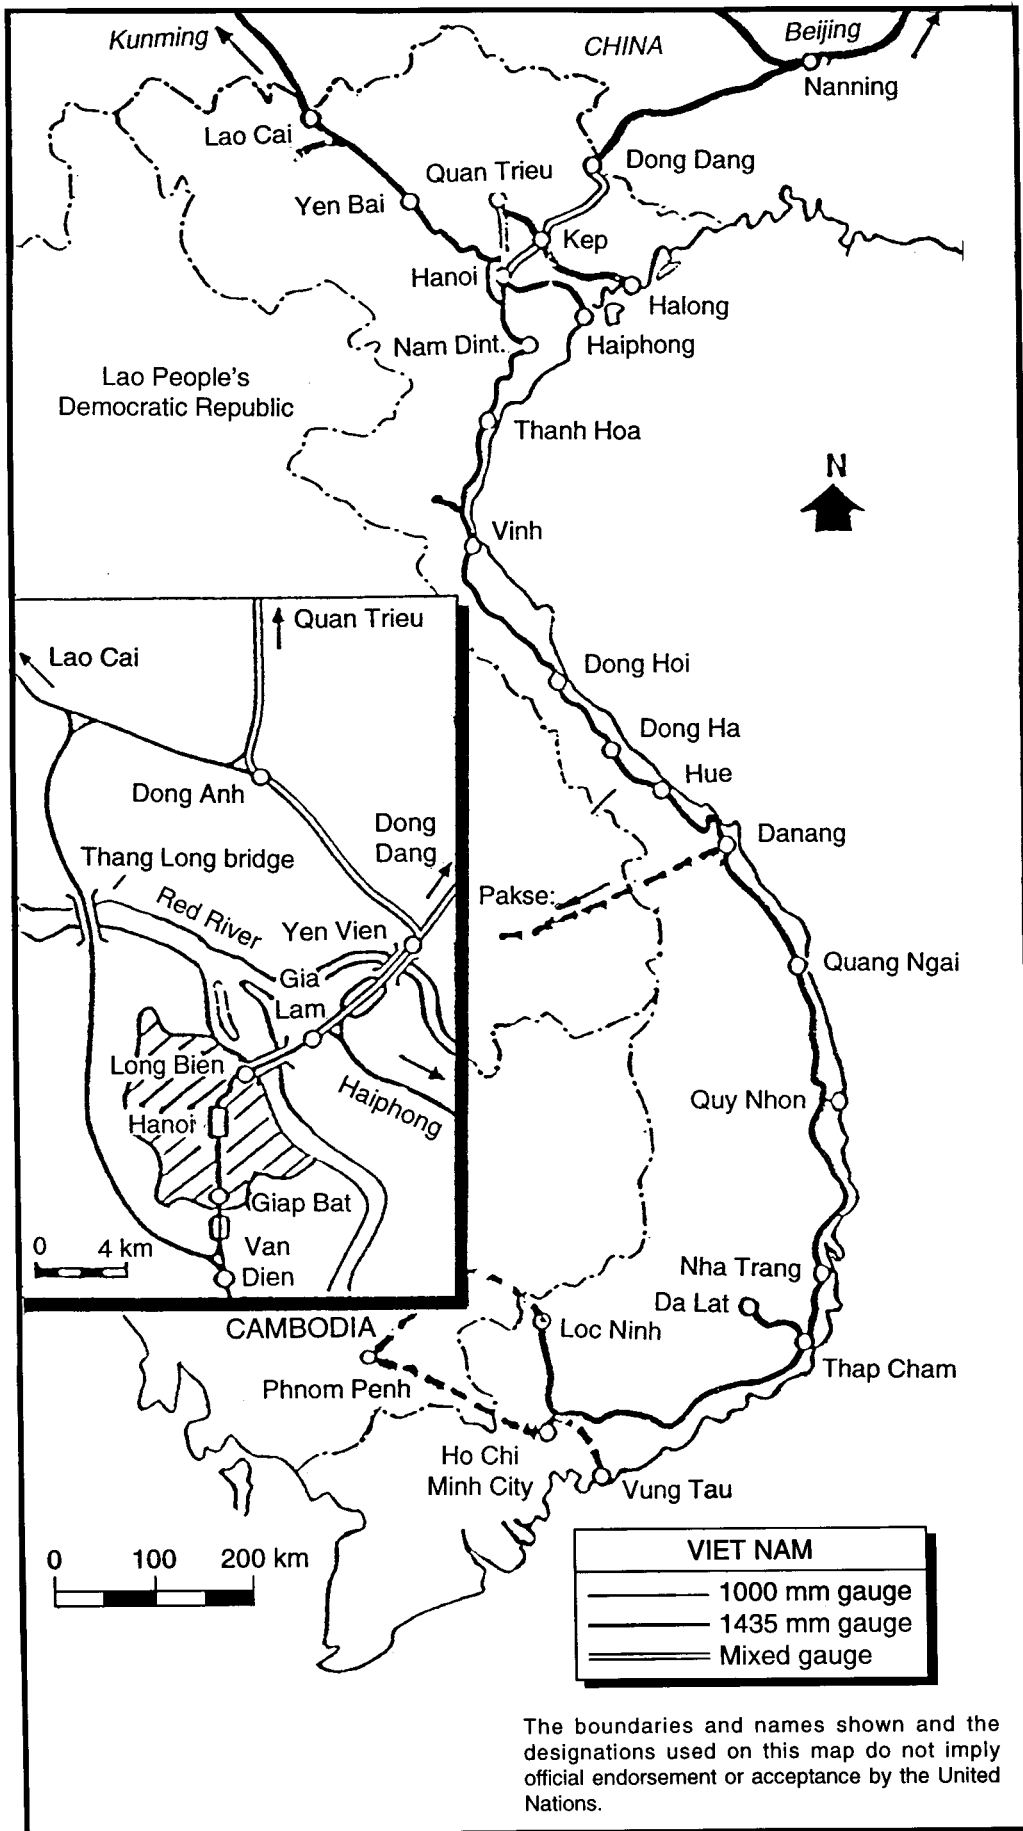 Kunming
CHINA
Beijing
Nanning
Lao Cai
Quan Trieu
Dong Dang
Yen Bai
Kep
Hanoi
Halong
Nam Dint.
Haiphong
Lao People's
Democratic Republic
Thanh Hoa
N
Vinh
Quan Trieu
Lao Cai
Dong Hoi
Dong Ha
Hue
Dong Anh
Dong
Dang
Danang
Thang Long bridge
Red River
Pakse:
Yen Vien
Quang Ngai
Gia
Lam
Long Bien
Haiphong
Quy Nhon
Hanoi
Giap Bat
0 4 km
Van
Dien
Nha Trang
Da Lat
CAMBODIA
Loc Ninh
Thap Cham
Phnom Penh
Ho Chi
Minh City
Vung Tau
0 100 200 km
VIET NAM
1000 mm gauge
1435 mm gauge
Mixed gauge
The boundaries and names shown and the
designations used on this map do not imply
official endorsement or acceptance by the United
Nations.